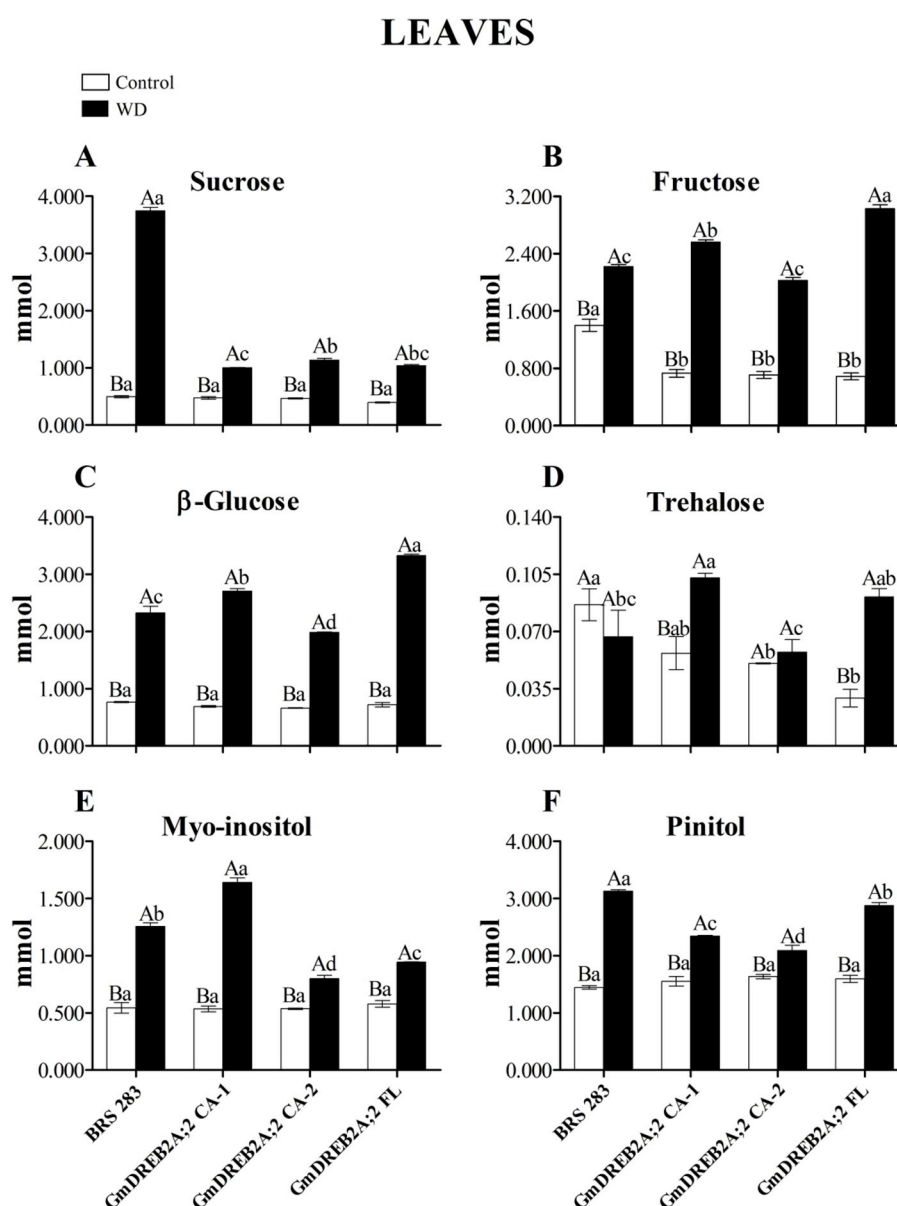 LEAVES
Control
WD
A
Sucrose
4.000
3.000
2.000
1.000
0.000
mmol
Aa
Ba
Ba
Ac
Ba
Ab
Ba
Abc
B
Fructose
3.200
2.400
1.600
0.800
0.000
mmol
Ba
Ac
Bb
Ab
Bb
Ac
Bb
Aa
C
β-Glucose
4.000
3.000
2.000
1.000
0.000
mmol
Ba
Ac
Ba
Ab
Ba
Ad
Ba
Aa
D
Trehalose
0.140
0.105
0.070
0.035
0.000
mmol
Aa
Abc
Bab
Aa
Ab
Ac
Bb
Aab
E
Myo-inositol
2.000
1.500
1.000
0.500
0.000
mmol
Ba
Ab
Ba
Aa
Ba
Ad
Ba
Ac
BRS 283
GmDREB2A;2 CA-1
GmDREB2A;2 CA-2
GmDREB2A;2 FL
F
Pinitol
4.000
3.000
2.000
1.000
0.000
mmol
Ba
Aa
Ba
Ac
Ba
Ad
Ba
Ab
BRS 283
GmDREB2A;2 CA-1
GmDREB2A;2 CA-2
GmDREB2A;2 FL